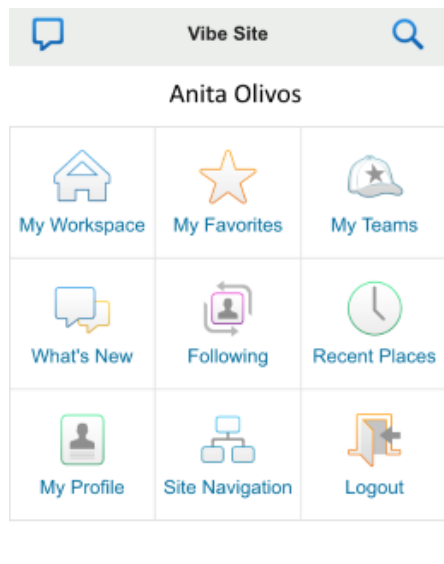 Vibe Site
Anita Olivos
My Workspace My Favorites My Teams
What's New Following Recent Places
My Profile Site Navigation Logout